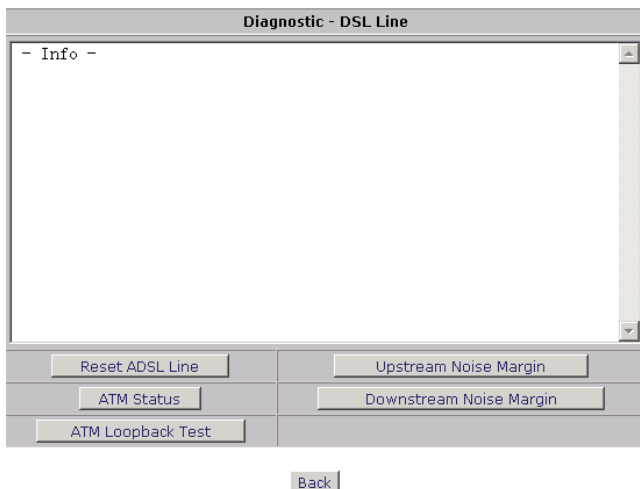 Diagnostic - DSL Line
- Info -
Reset ADSL Line
Upstream Noise Margin
ATM Status
Downstream Noise Margin
ATM Loopback Test
Back